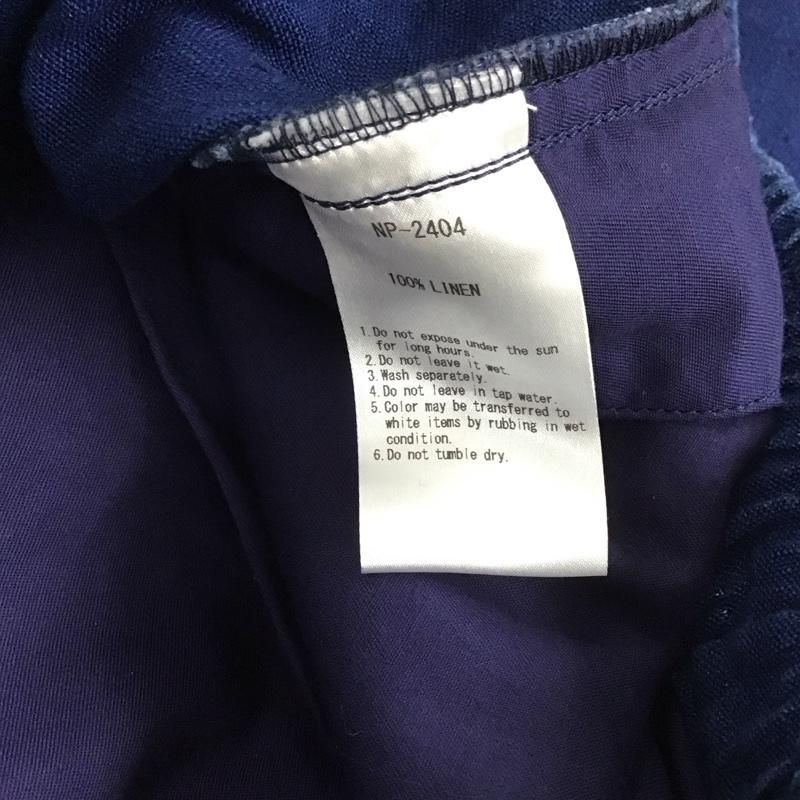 NP-2404
100% LINEN
1.Do not expose under the sun
for long hours.
2.Do not leave it wet.
3.Wash separately.
4.Do not leave in tap water.
5.Color may be transferred to
white items by rubbing in wet
condition.
6.Do not tumble dry.